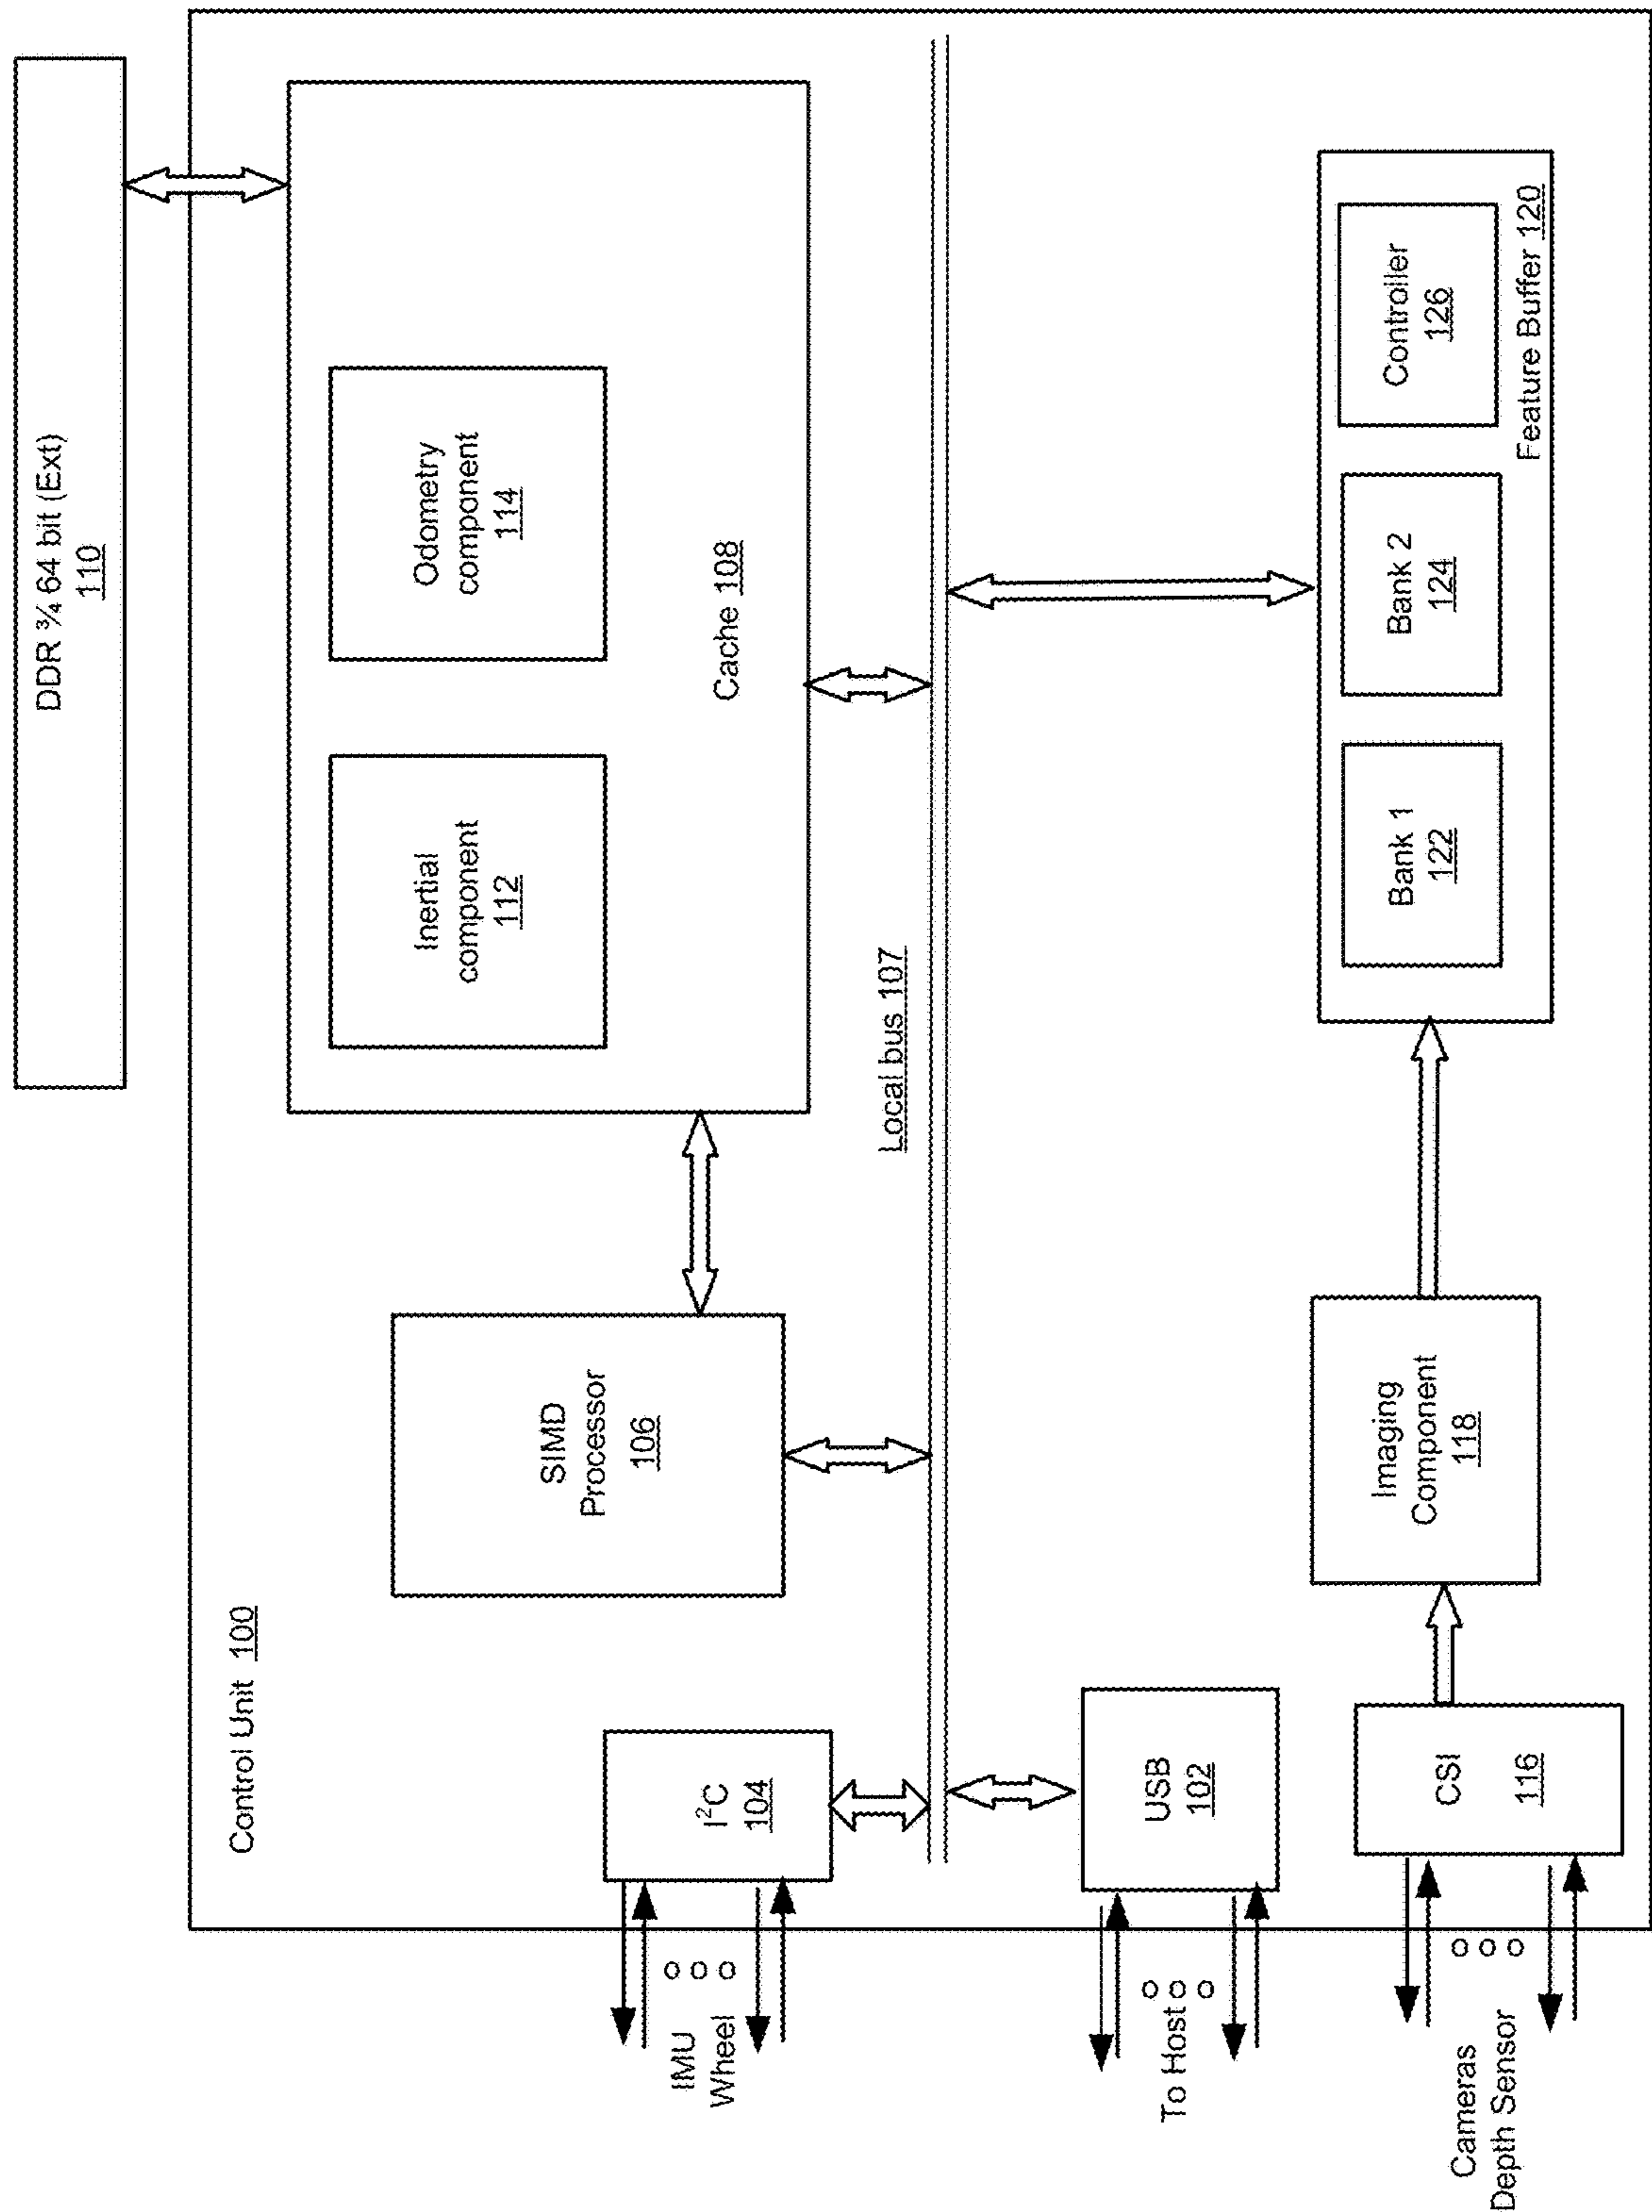 DDR ¾ 64 bit (Ext)
110
Control Unit 100
Inertial
component
112
Odometry
component
114
Cache 108
SIMD
Processor
106
I²C
104
IMU
Wheel
Local bus 107
USB
102
To Host
CSI
116
Cameras
Depth Sensor
Imaging
Component
118
Bank 1
122
Bank 2
124
Controller
126
Feature Buffer 120